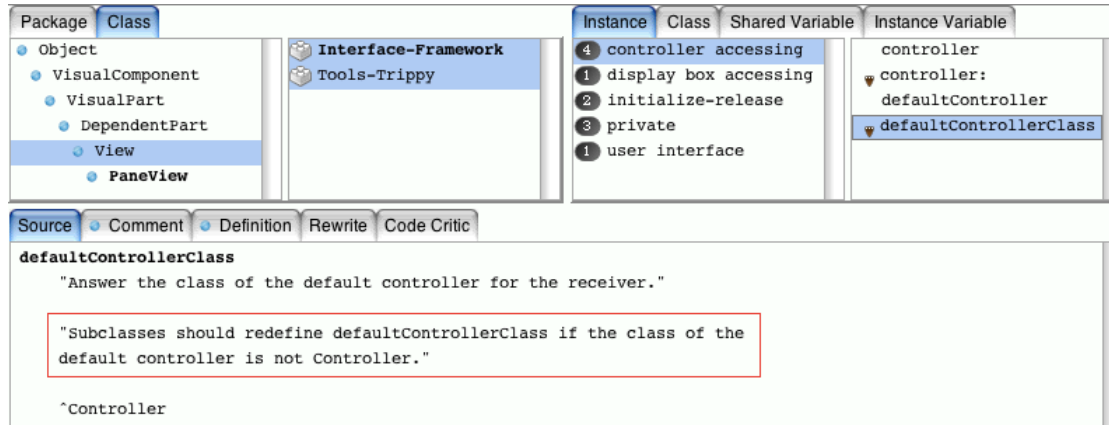 Package Class
Instance Class Shared Variable Instance Variable
Object
VisualComponent
VisualPart
DependentPart
View
PaneView
Interface-Framework
Tools-Trippy
4 controller accessing
1 display box accessing
2 initialize-release
3 private
1 user interface
controller
controller:
defaultController
defaultControllerClass
Source Comment Definition Rewrite Code Critic
defaultControllerClass
"Answer the class of the default controller for the receiver."
"Subclasses should redefine defaultControllerClass if the class of the
default controller is not Controller."
^Controller